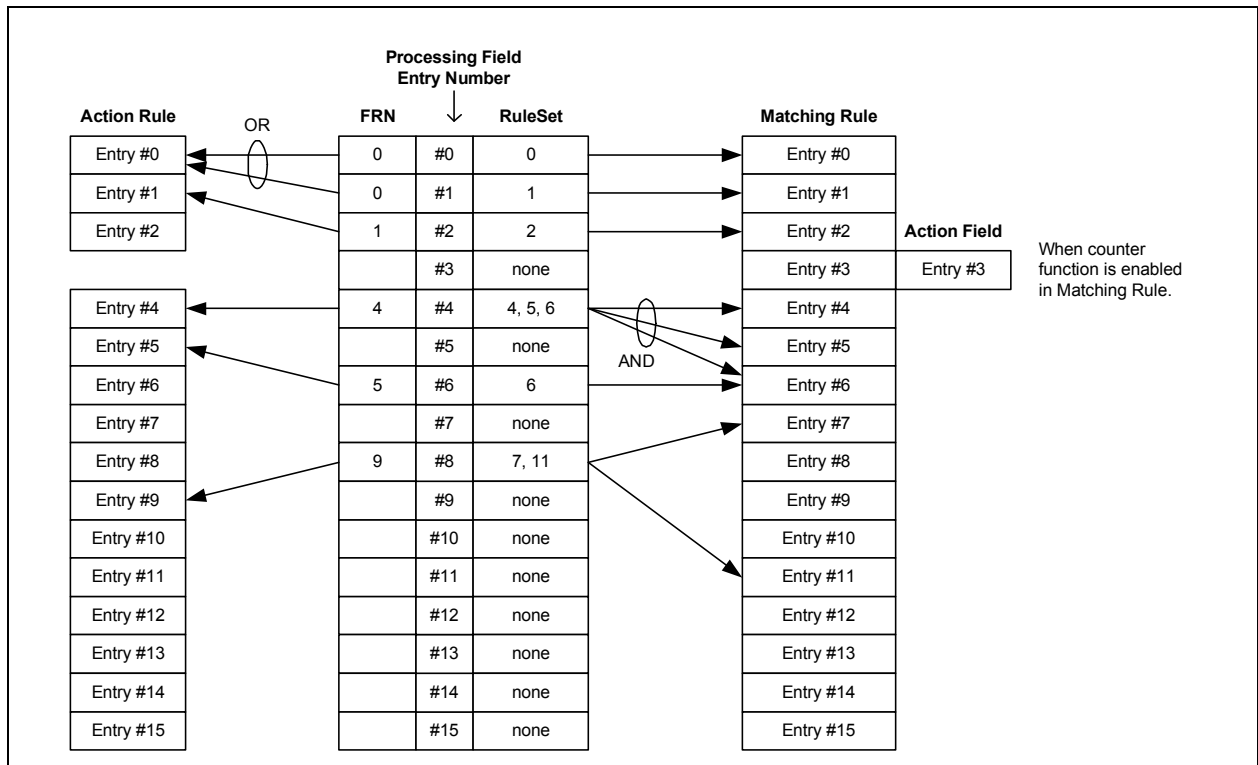 Processing Field
Entry Number
Action Rule OR FRN RuleSet Matching Rule
Entry #0 0 #0 0 Entry #0
Entry #1 0 #1 1 Entry #1
Entry #2 1 #2 2 Entry #2 Action Field
#3 none Entry #3 Entry #3
When counter
function is enabled
in Matching Rule.
Entry #4 4 #4 4, 5, 6 Entry #4
Entry #5 #5 none AND Entry #5
Entry #6 5 #6 6 Entry #6
Entry #7 #7 none Entry #7
Entry #8 9 #8 7, 11 Entry #8
Entry #9 #9 none Entry #9
Entry #10 #10 none Entry #10
Entry #11 #11 none Entry #11
Entry #12 #12 none Entry #12
Entry #13 #13 none Entry #13
Entry #14 #14 none Entry #14
Entry #15 #15 none Entry #15